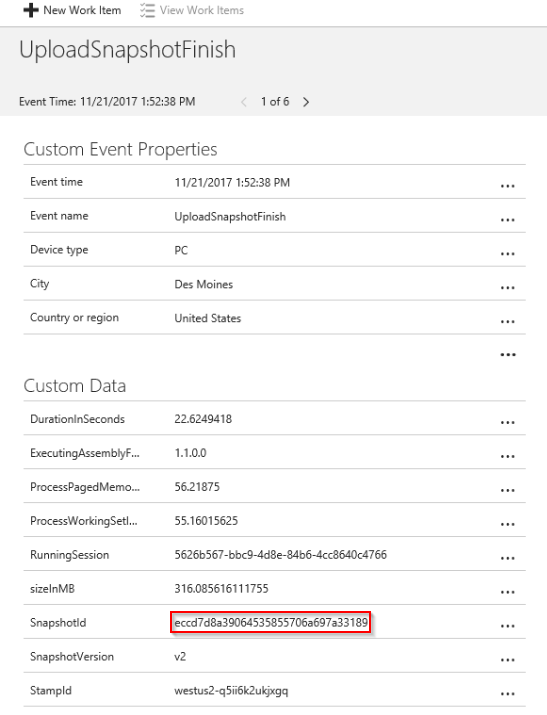 New Work Item View Work Items
UploadSnapshotFinish
Event Time: 11/21/2017 1:52:38 PM 1 of 6
Custom Event Properties
Event time 11/21/2017 1:52:38 PM ...
Event name UploadSnapshotFinish ...
Device type PC ...
City Des Moines ...
Country or region United States ...
...
Custom Data
DurationInSeconds 22.6249418 ...
ExecutingAssemblyF... 1.1.0.0 ...
ProcessPagedMemo... 56.21875 ...
ProcessWorkingSetI... 55.16015625 ...
RunningSession 5626b567-bbc9-4d8e-84b6-4cc8640c4766 ...
sizeInMB 316.085616111755 ...
SnapshotId eccd7d8a39064535855706a697a33189 ...
SnapshotVersion v2 ...
StampId westus2-q5ii6k2ukjxgq ...